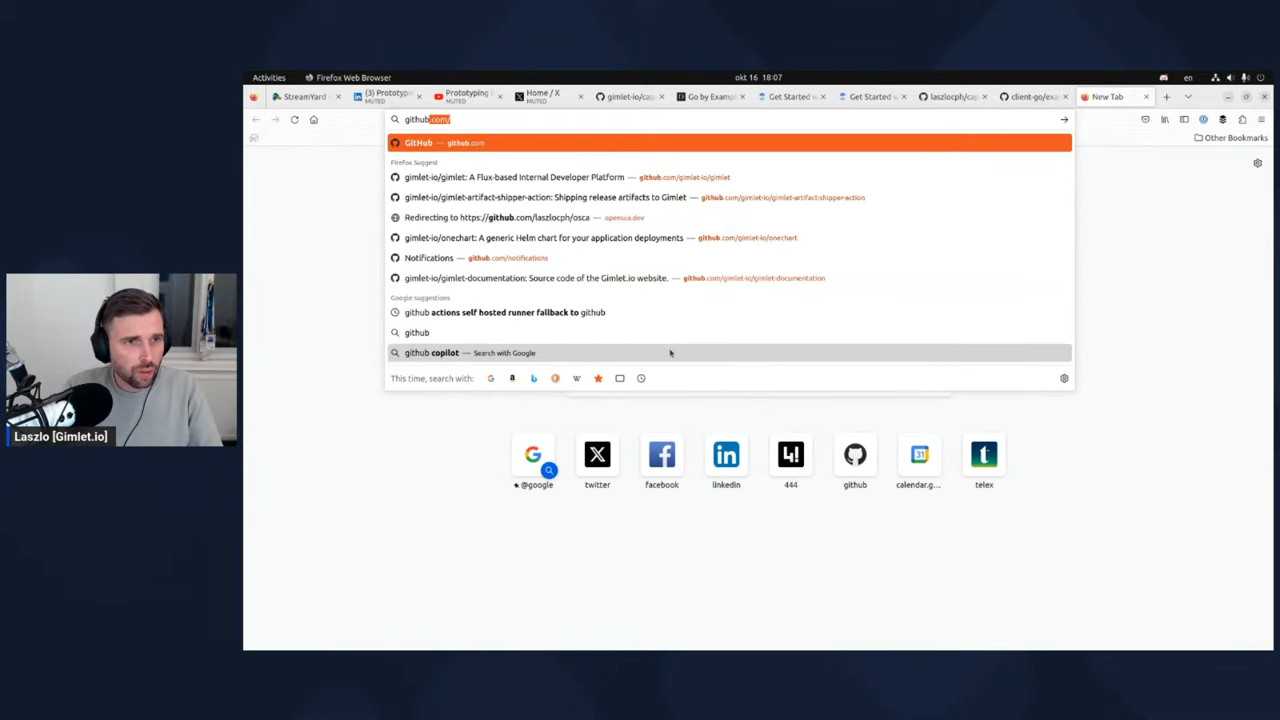 Activities
Firefox Web Browser
okt 16 18:07
en
StreamYard
(3) Prototypin
MUTED
Prototyping
MUTED
Home / X
MUTED
gimlet-io/capa
Go by Exampl
Get Started w
Get Started w
laszlocph/cap
client-go/exa
New Tab
github.com/
Other Bookmarks
GitHub — github.com
Firefox Suggest
gimlet-io/gimlet: A Flux-based Internal Developer Platform — github.com/gimlet-io/gimlet
gimlet-io/gimlet-artifact-shipper-action: Shipping release artifacts to Gimlet — github.com/gimlet-io/gimlet-artifact-shipper-action
Redirecting to https://github.com/laszlocph/osca — opensca.dev
gimlet-io/onechart: A generic Helm chart for your application deployments — github.com/gimlet-io/onechart
Notifications — github.com/notifications
gimlet-io/gimlet-documentation: Source code of the Gimlet.io website. — github.com/gimlet-io/gimlet-documentation
Google suggestions
github actions self hosted runner fallback to github
github
github copilot — Search with Google
This time, search with:
@google
twitter
facebook
linkedin
444
github
calendar.g...
telex
Laszlo [Gimlet.io]